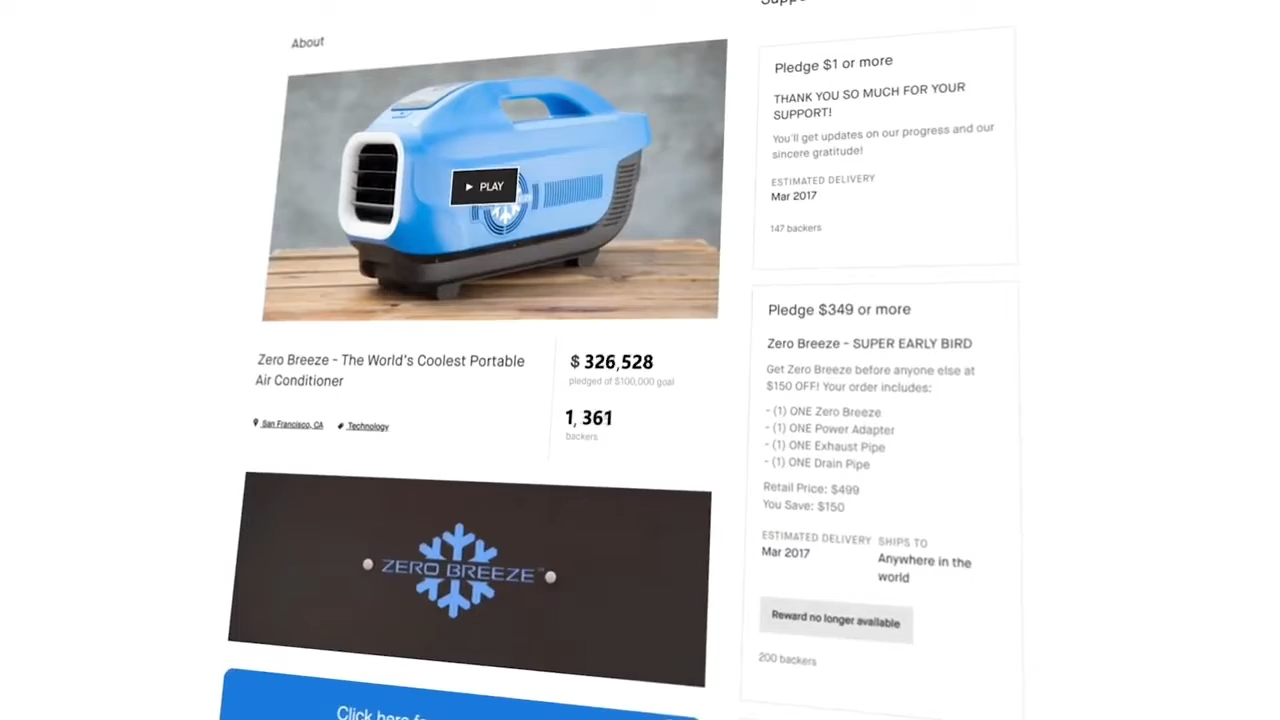 About
PLAY
Zero Breeze - The World's Coolest Portable
Air Conditioner
San Francisco, CA
Technology
$ 326,528
pledged of $100,000 goal
1, 361
backers
ZERO BREEZE
Click here
Pledge $1 or more
THANK YOU SO MUCH FOR YOUR
SUPPORT!
You'll get updates on our progress and our
sincere gratitude!
ESTIMATED DELIVERY
Mar 2017
147 backers
Pledge $349 or more
Zero Breeze - SUPER EARLY BIRD
Get Zero Breeze before anyone else at
$150 OFF! Your order includes:
- (1) ONE Zero Breeze
- (1) ONE Power Adapter
- (1) ONE Exhaust Pipe
- (1) ONE Drain Pipe
Retail Price: $499
You Save: $150
ESTIMATED DELIVERY
Mar 2017
SHIPS TO
Anywhere in the
world
Reward no longer available
200 backers